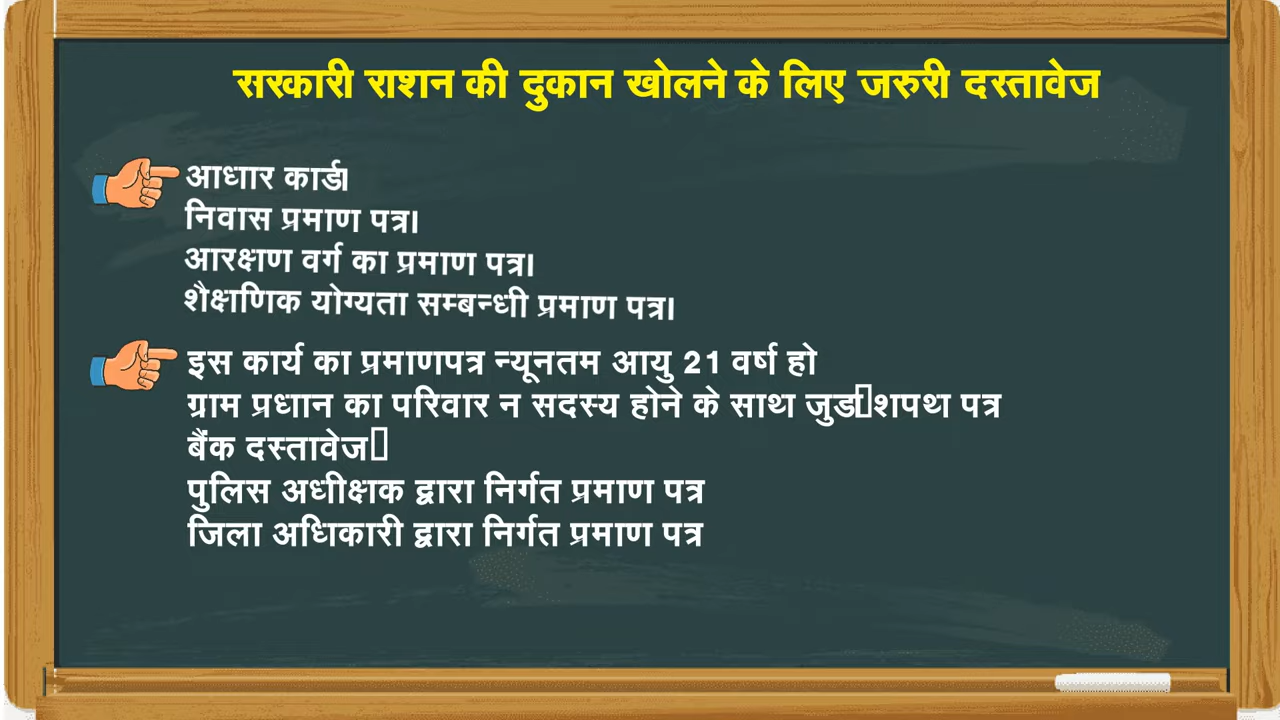 सरकारी राशन की दुकान खोलने के लिए जरुरी दस्तावेज
आधार कार्ड।
निवास प्रमाण पत्र।
आरक्षण वर्ग का प्रमाण पत्र।
शैक्षणिक योग्यता सम्बन्धी प्रमाण पत्र।
इस कार्य का प्रमाणपत्र न्यूनतम आयु 21 वर्ष हो
ग्राम प्रधान का परिवार न सदस्य होने के साथ जुड▯शपथ पत्र
बैंक दस्तावेज▯
पुलिस अधीक्षक द्वारा निर्गत प्रमाण पत्र
जिला अधिकारी द्वारा निर्गत प्रमाण पत्र